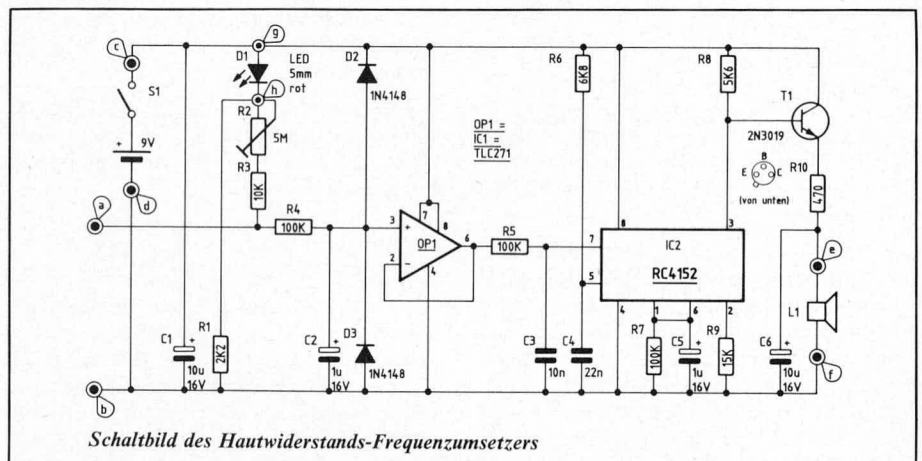 c
S1
+
9V
d
a
b
g
D1
LED
5mm
rot
h
R2
5M
R3
10K
R4
100K
C1
+
10u
16V
R1
2K2
C2
+
1u
16V
D2
1N4148
D3
1N4148
OP1 =
IC1 =
TLC271
3
+
2
−
7
8
OP1
6
4
R5
100K
C3
10n
C4
22n
R6
6K8
R8
5K6
8
3
7
5
IC2
RC4152
4
1
6
2
R7
100K
C5
+
1u
16V
R9
15K
T1
2N3019
B
E
C
(von unten)
R10
470
e
L1
f
C6
+
10u
16V
Schaltbild des Hautwiderstands-Frequenzumsetzers